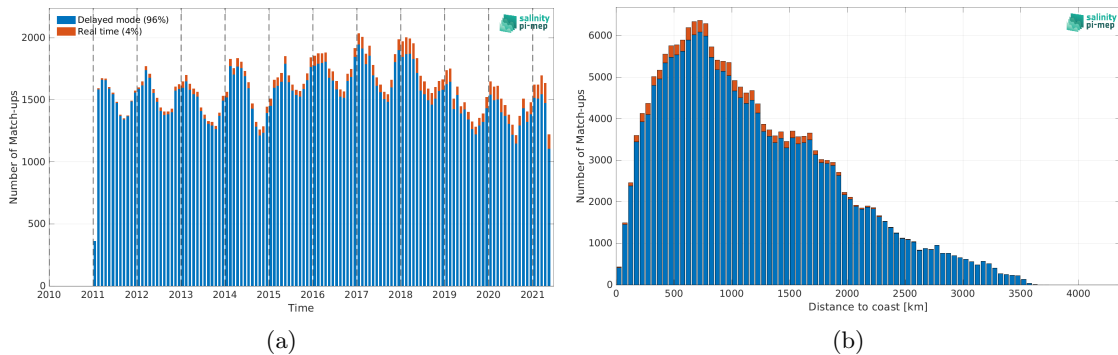 Delayed mode (96%)
Real time (4%)
salinity
pi-mep
Number of Match-ups
2000
1500
1000
500
0
2010 2011 2012 2013 2014 2015 2016 2017 2018 2019 2020 2021
Time
(a)
salinity
pi-mep
Number of Match-ups
6000
5000
4000
3000
2000
1000
0
0 500 1000 1500 2000 2500 3000 3500 4000
Distance to coast [km]
(b)